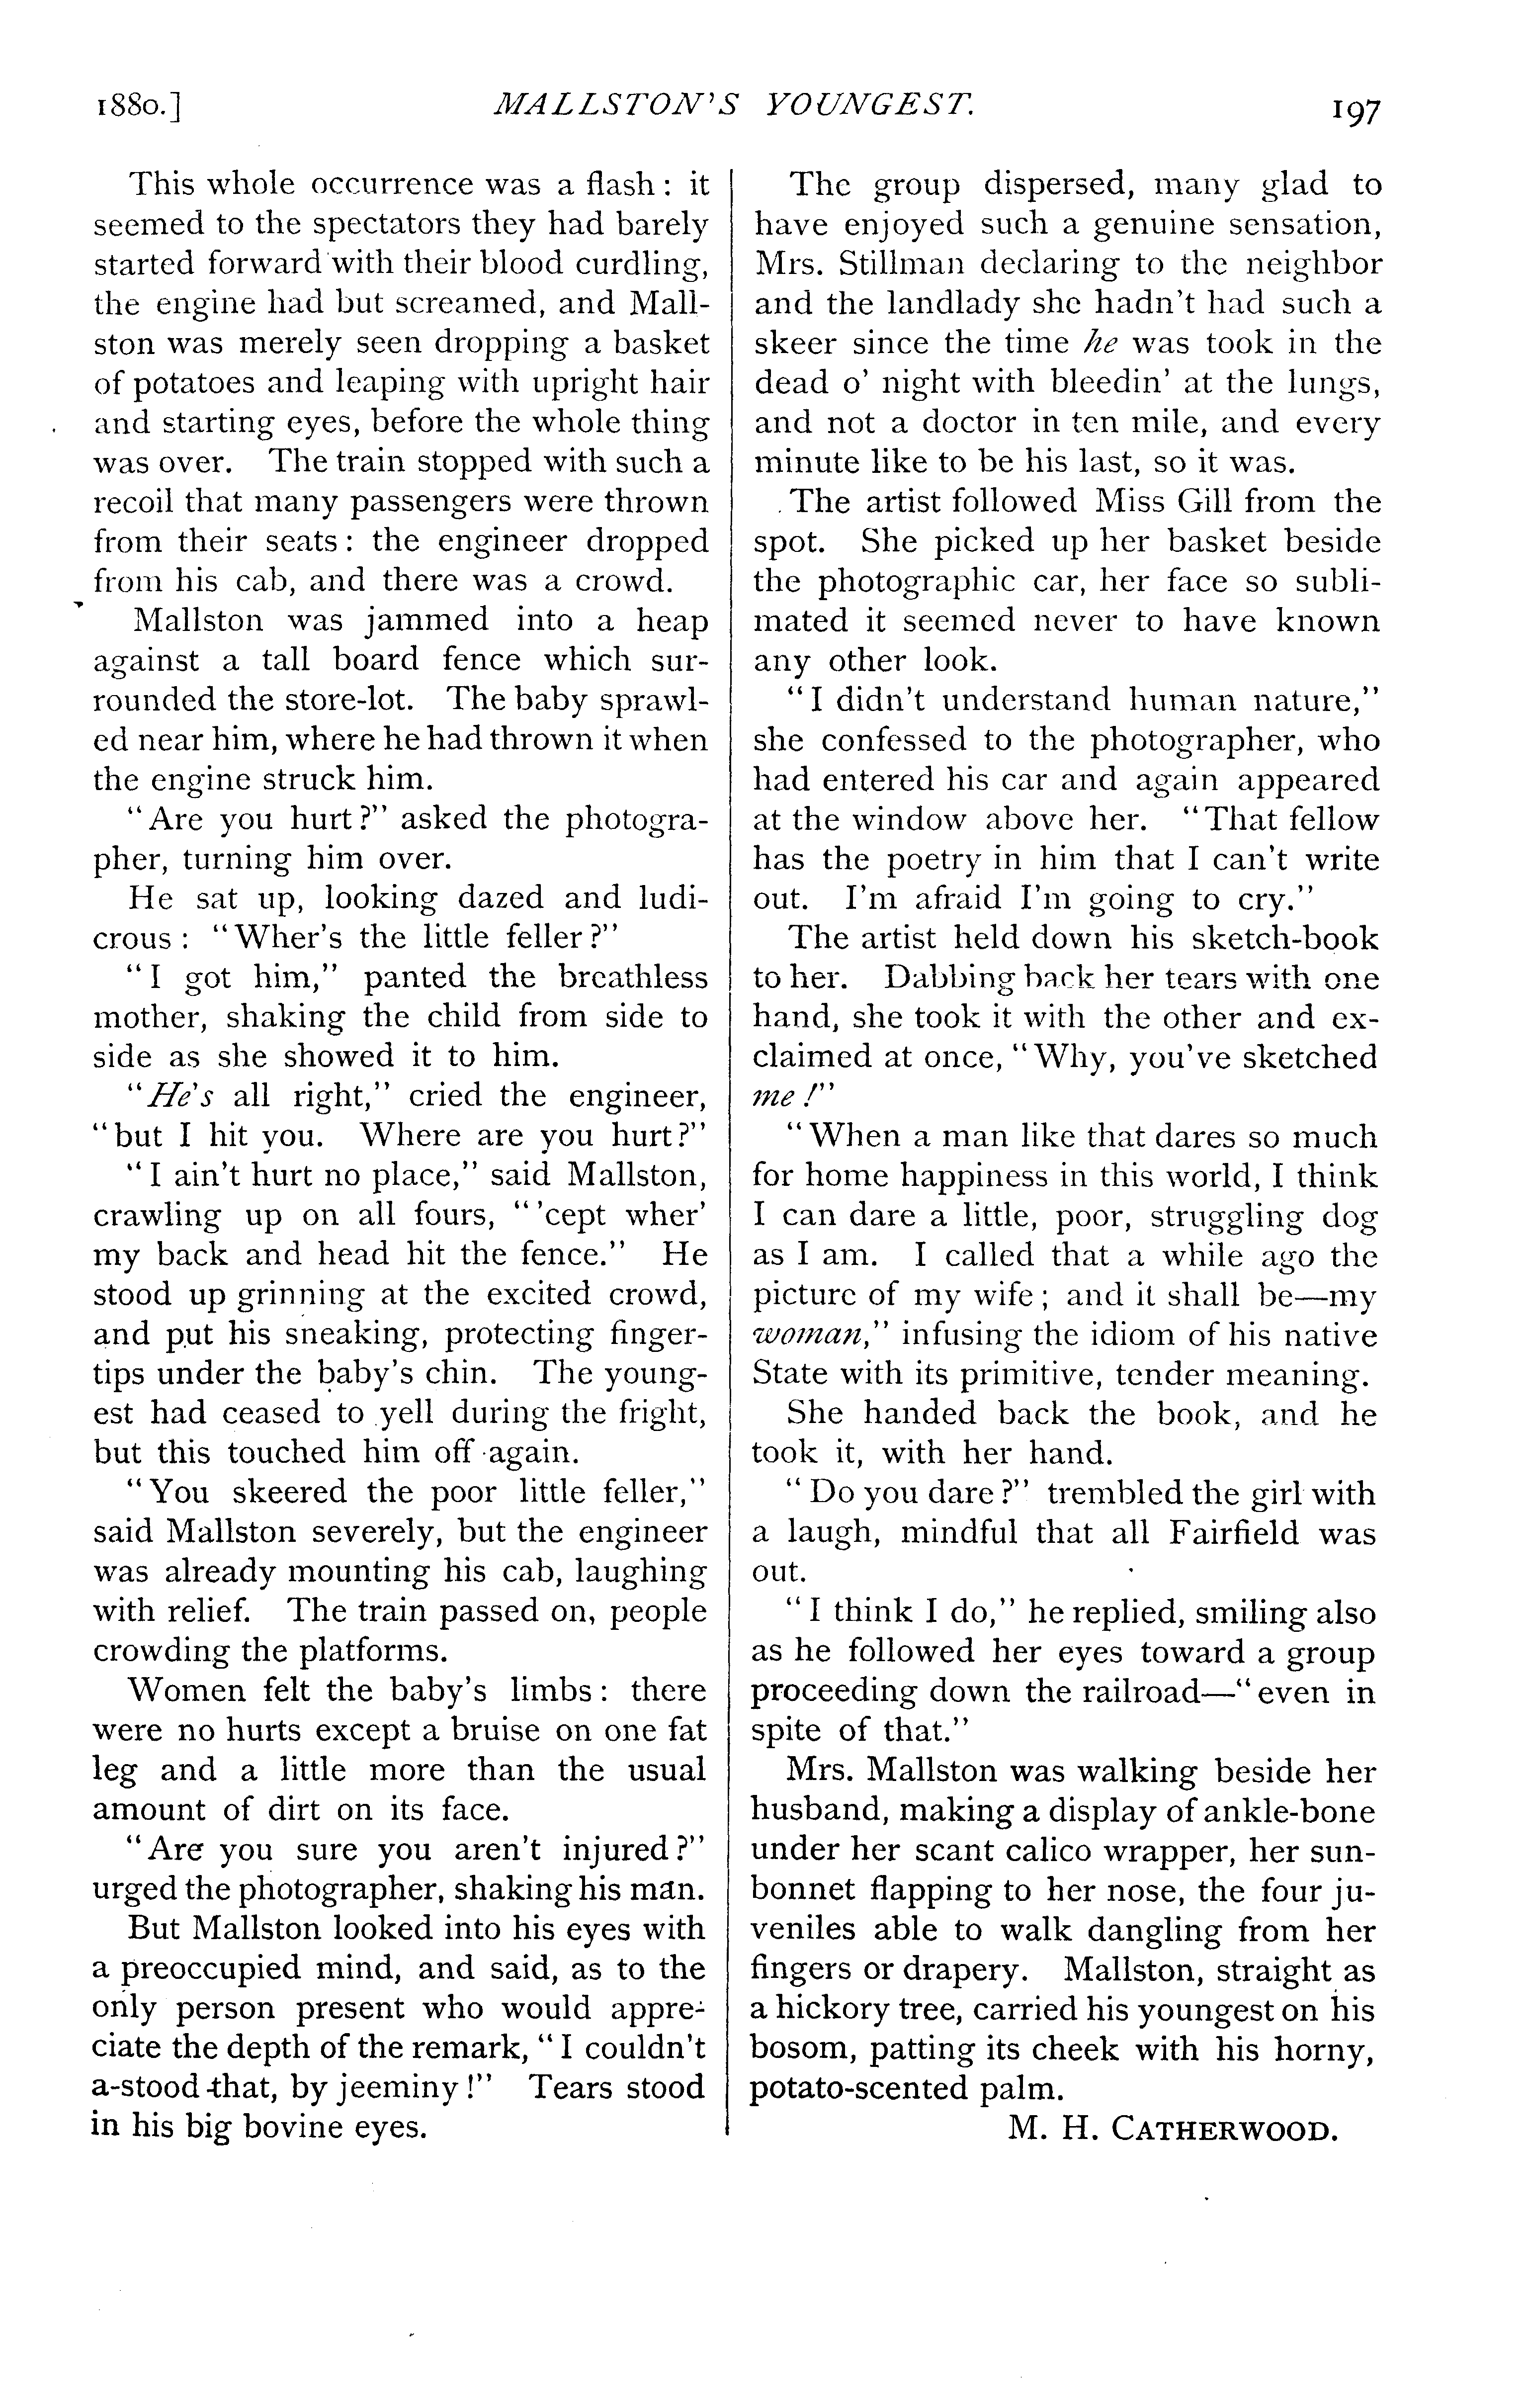 1880.] MALLSTON'S YOUNGEST. 197
This whole occurrence was a flash: it
seemed to the spectators they had barely
started forward with their blood curdling,
the engine had but screamed, and Mall-
ston was merely seen dropping a basket
of potatoes and leaping with upright hair
and starting eyes, before the whole thing
was over. The train stopped with such a
recoil that many passengers were thrown
from their seats: the engineer dropped
from his cab, and there was a crowd.
Mallston was jammed into a heap
against a tall board fence which sur-
rounded the store-lot. The baby sprawl-
ed near him, where he had thrown it when
the engine struck him.
"Are you hurt?" asked the photogra-
pher, turning him over.
He sat up, looking dazed and ludi-
crous: "Wher's the little feller?"
"I got him," panted the breathless
mother, shaking the child from side to
side as she showed it to him.
"He's all right," cried the engineer,
"but I hit you. Where are you hurt?"
"I ain't hurt no place," said Mallston,
crawling up on all fours, "'cept wher'
my back and head hit the fence." He
stood up grinning at the excited crowd,
and put his sneaking, protecting finger-
tips under the baby's chin. The young-
est had ceased to yell during the fright,
but this touched him off again.
"You skeered the poor little feller,"
said Mallston severely, but the engineer
was already mounting his cab, laughing
with relief. The train passed on, people
crowding the platforms.
Women felt the baby's limbs: there
were no hurts except a bruise on one fat
leg and a little more than the usual
amount of dirt on its face.
"Are you sure you aren't injured?"
urged the photographer, shaking his man.
But Mallston looked into his eyes with
a preoccupied mind, and said, as to the
only person present who would appre-
ciate the depth of the remark, "I couldn't
a-stood that, by jeeminy!" Tears stood
in his big bovine eyes.
The group dispersed, many glad to
have enjoyed such a genuine sensation,
Mrs. Stillman declaring to the neighbor
and the landlady she hadn't had such a
skeer since the time he was took in the
dead o' night with bleedin' at the lungs,
and not a doctor in ten mile, and every
minute like to be his last, so it was.
The artist followed Miss Gill from the
spot. She picked up her basket beside
the photographic car, her face so subli-
mated it seemed never to have known
any other look.
"I didn't understand human nature,"
she confessed to the photographer, who
had entered his car and again appeared
at the window above her. "That fellow
has the poetry in him that I can't write
out. I'm afraid I'm going to cry."
The artist held down his sketch-book
to her. Dabbing back her tears with one
hand, she took it with the other and ex-
claimed at once, "Why, you've sketched
me!"
"When a man like that dares so much
for home happiness in this world, I think
I can dare a little, poor, struggling dog
as I am. I called that a while ago the
picture of my wife; and it shall be—my
woman," infusing the idiom of his native
State with its primitive, tender meaning.
She handed back the book, and he
took it, with her hand.
"Do you dare?" trembled the girl with
a laugh, mindful that all Fairfield was
out.
"I think I do," he replied, smiling also
as he followed her eyes toward a group
proceeding down the railroad—"even in
spite of that."
Mrs. Mallston was walking beside her
husband, making a display of ankle-bone
under her scant calico wrapper, her sun-
bonnet flapping to her nose, the four ju-
veniles able to walk dangling from her
fingers or drapery. Mallston, straight as
a hickory tree, carried his youngest on his
bosom, patting its cheek with his horny,
potato-scented palm.
M. H. CATHERWOOD.